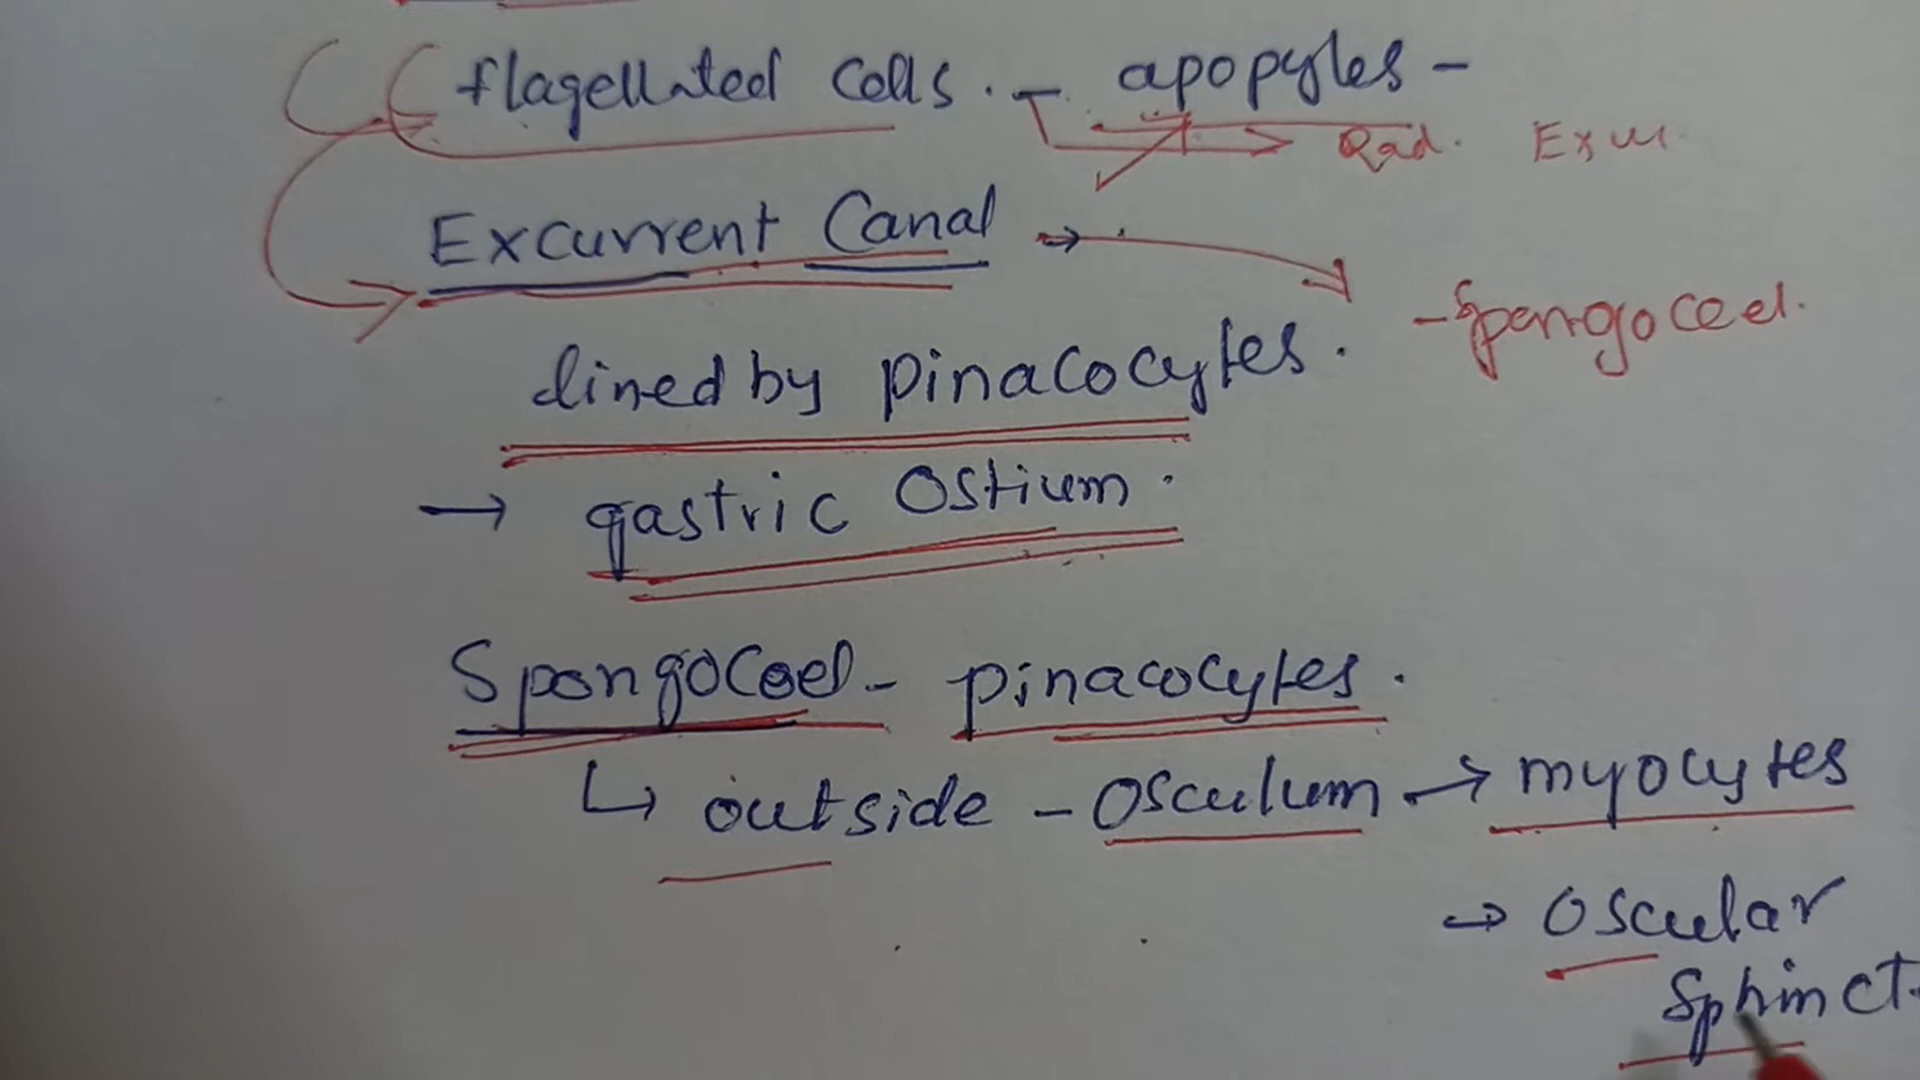 flagellated cells. - apopyles -
Rad. Excu
Excurrent Canal →
- Spongocoel.
lined by pinacocytes.
→ gastric Ostium.
Spongocoel - pinacocytes.
↳ outside - Osculum → myocytes
→ Oscular
Sphinct